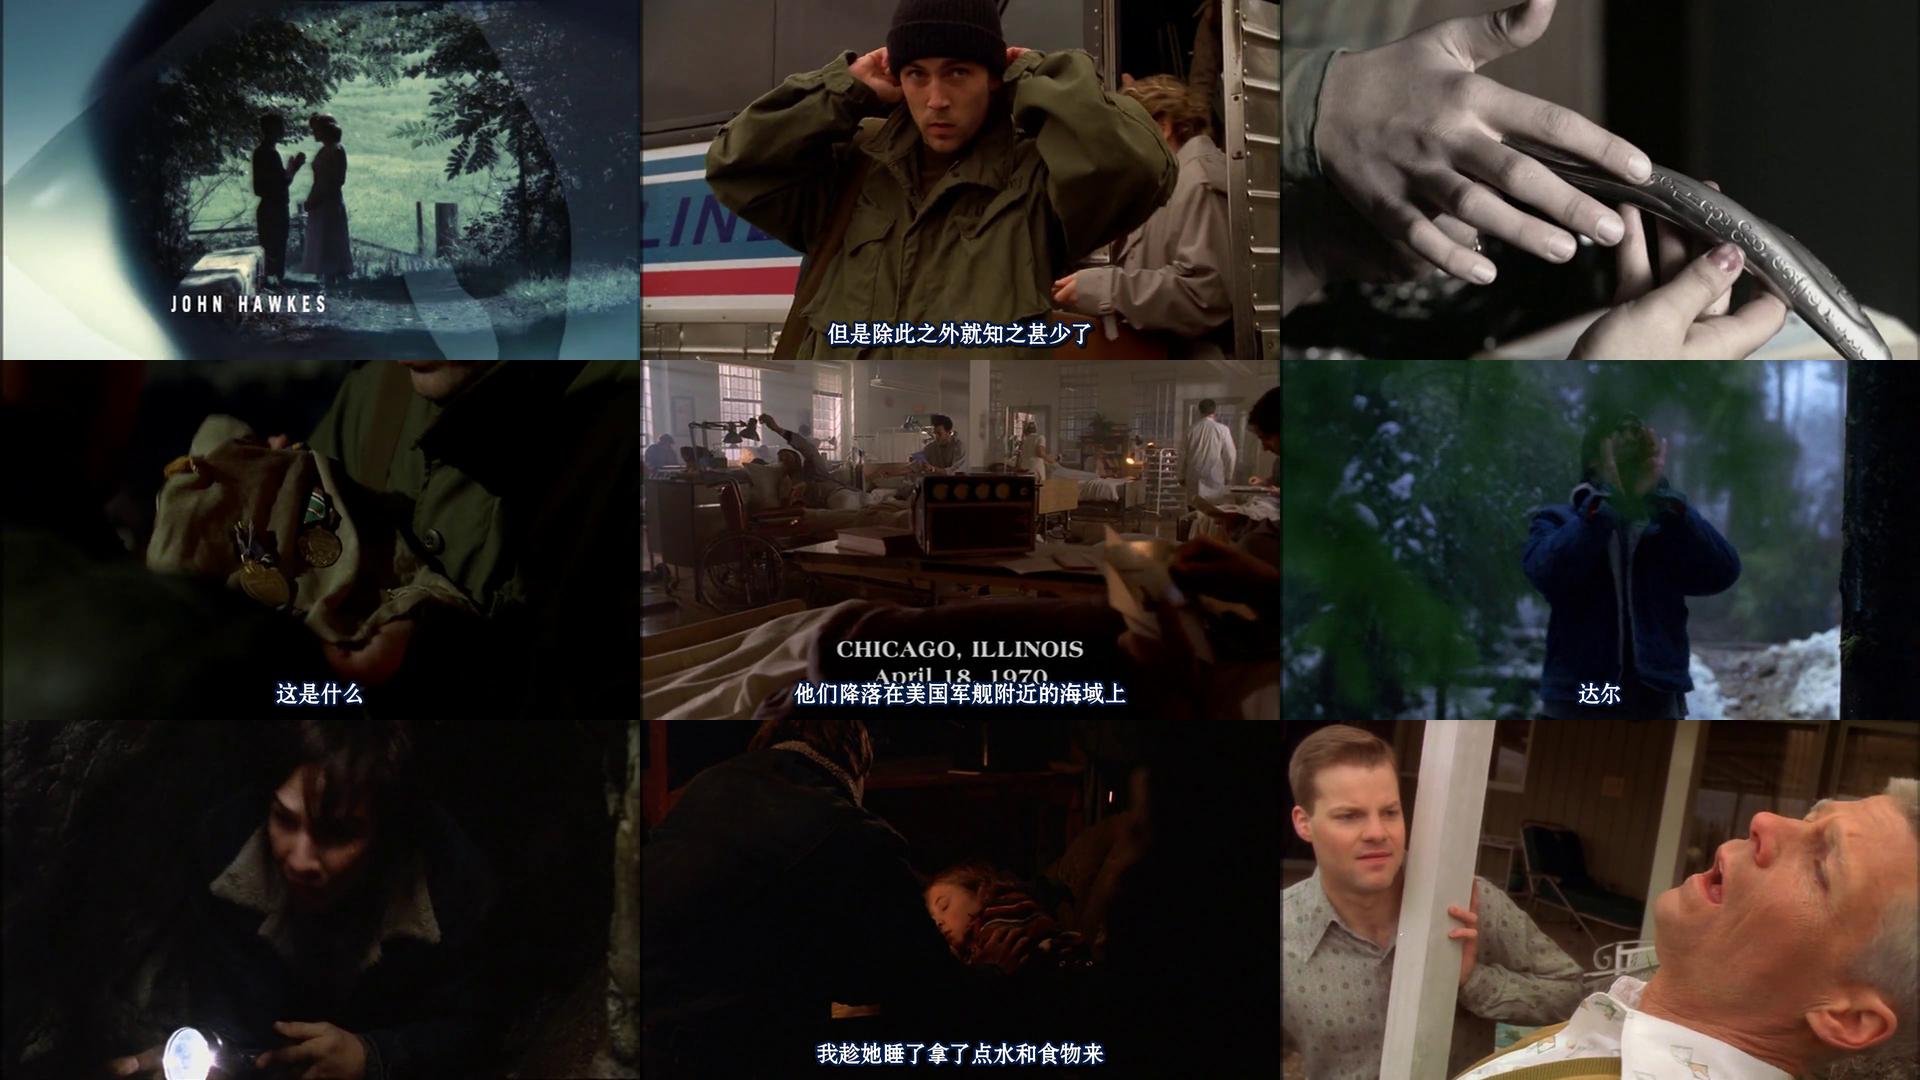 JOHN HAWKES
LINE
但是除此之外就知之甚少了
这是什么
CHICAGO, ILLINOIS
April 18, 1970
他们降落在美国军舰附近的海域上
达尔
我趁她睡了拿了点水和食物来